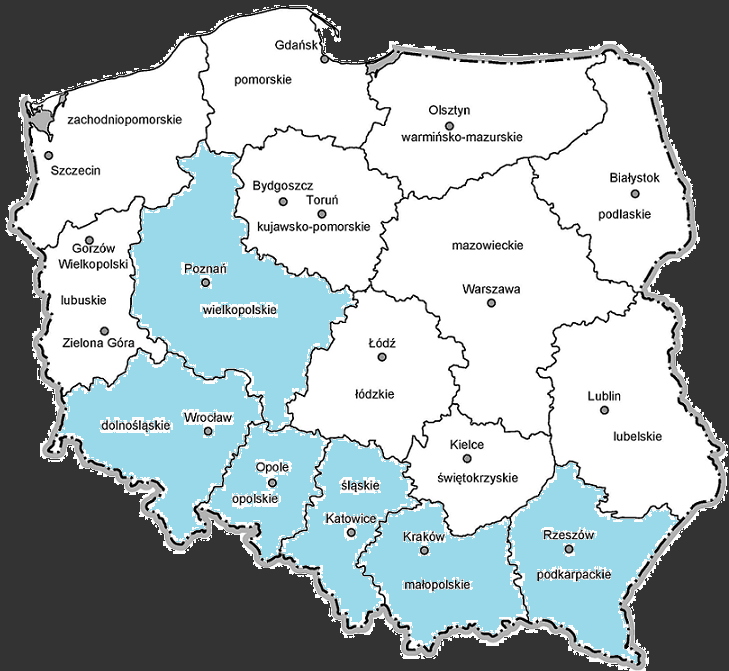 Gdańsk
pomorskie
zachodniopomorskie
Szczecin
Olsztyn
warmińsko-mazurskie
Białystok
podlaskie
Bydgoszcz
Toruń
kujawsko-pomorskie
Gorzów
Wielkopolski
lubuskie
Zielona Góra
Poznań
wielkopolskie
mazowieckie
Warszawa
Łódź
łódzkie
Lublin
lubelskie
dolnośląskie
Wrocław
Opole
opolskie
śląskie
Katowice
Kielce
świętokrzyskie
Kraków
małopolskie
Rzeszów
podkarpackie